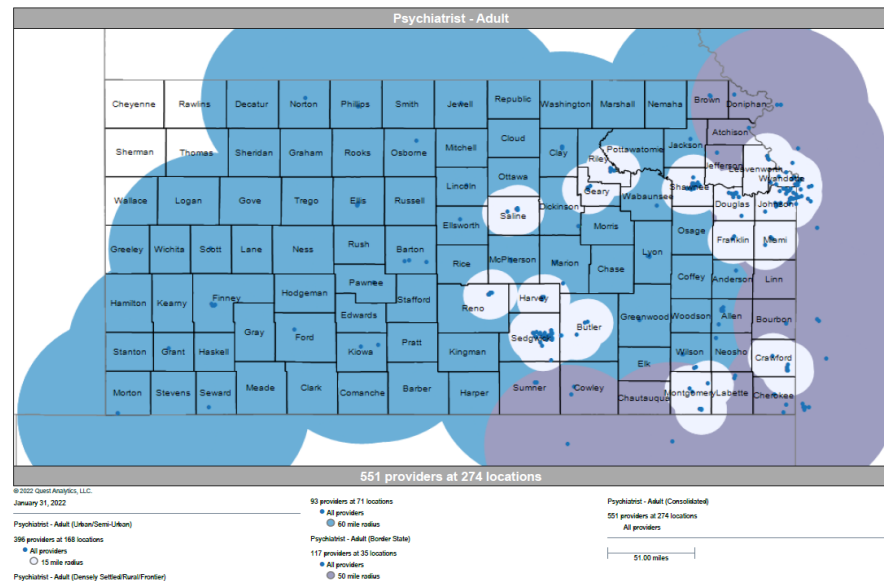 Psychiatrist - Adult
Cheyenne Rawlins Decatur Norton Phillips Smith Jewell Republic Washington Marshall Nemaha Brown Doniphan
Cloud Atchison
Sherman Thomas Sheridan Graham Rooks Osborne Mitchell Clay Riley Pottawatomie Jackson Jefferson Leavenworth
Ottawa Wyandotte
Wallace Logan Gove Trego Ellis Russell Lincoln Saline Dickinson Geary Wabaunsee Shawnee Douglas Johnson
Ellsworth Morris Osage
Greeley Wichita Scott Lane Ness Rush Barton Rice McPherson Marion Chase Lyon Franklin Miami
Pawnee Coffey Anderson Linn
Hamilton Kearny Finney Hodgeman Stafford Reno Harvey
Edwards Greenwood Woodson Allen Bourbon
Gray Ford Sedgwick Butler
Stanton Grant Haskell Kiowa Pratt Kingman Elk Wilson Neosho Crawford
Morton Stevens Seward Meade Clark Comanche Barber Harper Sumner Cowley Chautauqua Montgomery Labette Cherokee
551 providers at 274 locations
© 2022 Quest Analytics, LLC.
January 31, 2022
Psychiatrist - Adult (Urban/Semi-Urban)
396 providers at 168 locations
All providers
15 mile radius
Psychiatrist - Adult (Densely Settled/Rural/Frontier)
93 providers at 71 locations
All providers
60 mile radius
Psychiatrist - Adult (Border State)
117 providers at 35 locations
All providers
50 mile radius
Psychiatrist - Adult (Consolidated)
551 providers at 274 locations
All providers
51.00 miles